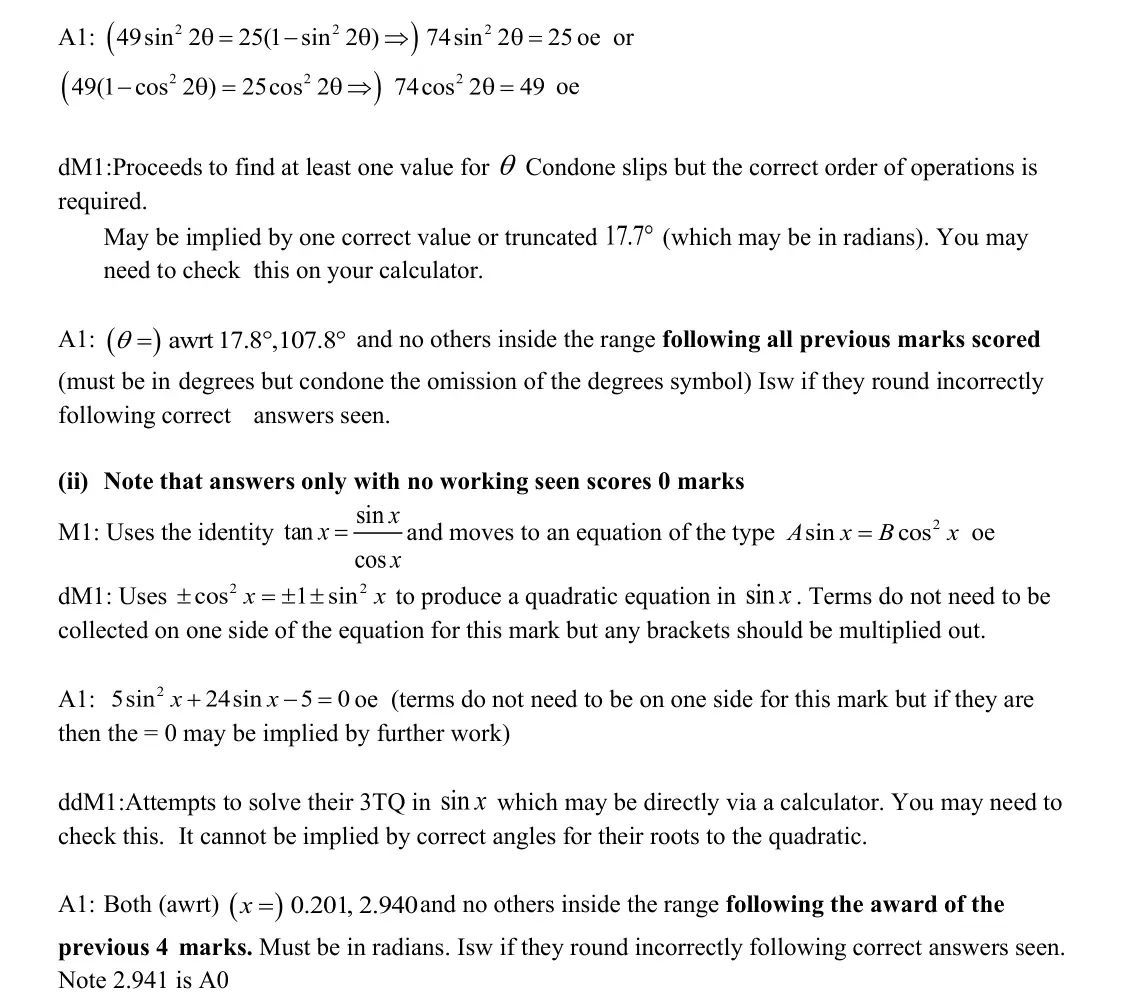 A1: (49sin² 2θ = 25(1−sin² 2θ) ⇒) 74sin² 2θ = 25 oe or
(49(1−cos² 2θ) = 25cos² 2θ ⇒) 74cos² 2θ = 49 oe
dM1:Proceeds to find at least one value for θ Condone slips but the correct order of operations is
required.
May be implied by one correct value or truncated 17.7° (which may be in radians). You may
need to check this on your calculator.
A1: (θ =) awrt 17.8°,107.8° and no others inside the range following all previous marks scored
(must be in degrees but condone the omission of the degrees symbol) Isw if they round incorrectly
following correct answers seen.
(ii) Note that answers only with no working seen scores 0 marks
M1: Uses the identity tan x = sin x / cos x and moves to an equation of the type A sin x = B cos² x oe
dM1: Uses ±cos² x = ±1± sin² x to produce a quadratic equation in sin x. Terms do not need to be
collected on one side of the equation for this mark but any brackets should be multiplied out.
A1: 5sin² x + 24sin x − 5 = 0 oe (terms do not need to be on one side for this mark but if they are
then the = 0 may be implied by further work)
ddM1:Attempts to solve their 3TQ in sin x which may be directly via a calculator. You may need to
check this. It cannot be implied by correct angles for their roots to the quadratic.
A1: Both (awrt) (x =) 0.201, 2.940 and no others inside the range following the award of the
previous 4 marks. Must be in radians. Isw if they round incorrectly following correct answers seen.
Note 2.941 is A0